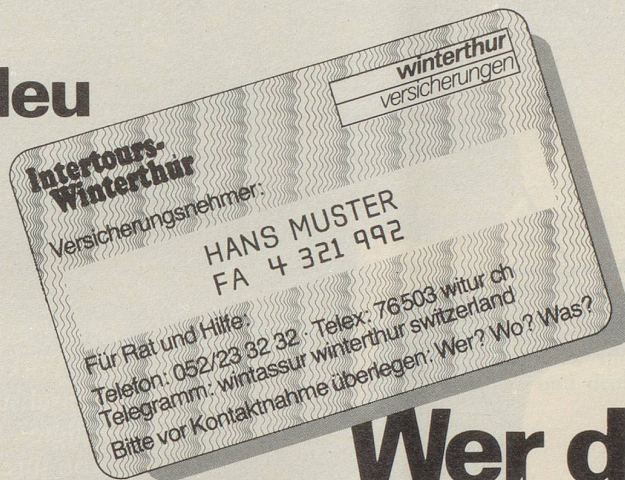 winterthur
versicherungen
Intertours-
Winterthur
Versicherungsnehmer:
HANS MUSTER
FA 4 321 992
Für Rat und Hilfe:
Telefon: 052/23 32 32 · Telex: 76503 witur ch
Telegramm: wintassur winterthur switzerland
Bitte vor Kontaktnahme überlegen: Wer? Wo? Was?
Wer